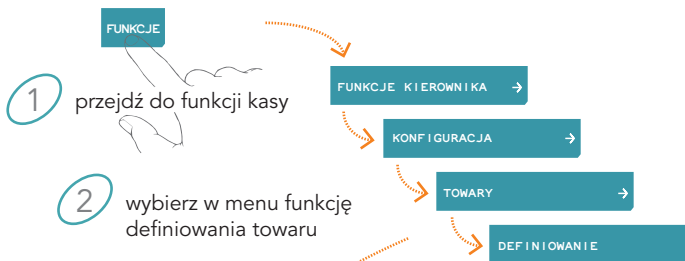 FUNKCJE
1
przejdź do funkcji kasy
FUNKCJE KIEROWNIKA →
KONFIGURACJA →
TOWARY →
DEFINIOWANIE
2
wybierz w menu funkcję
definiowania towaru